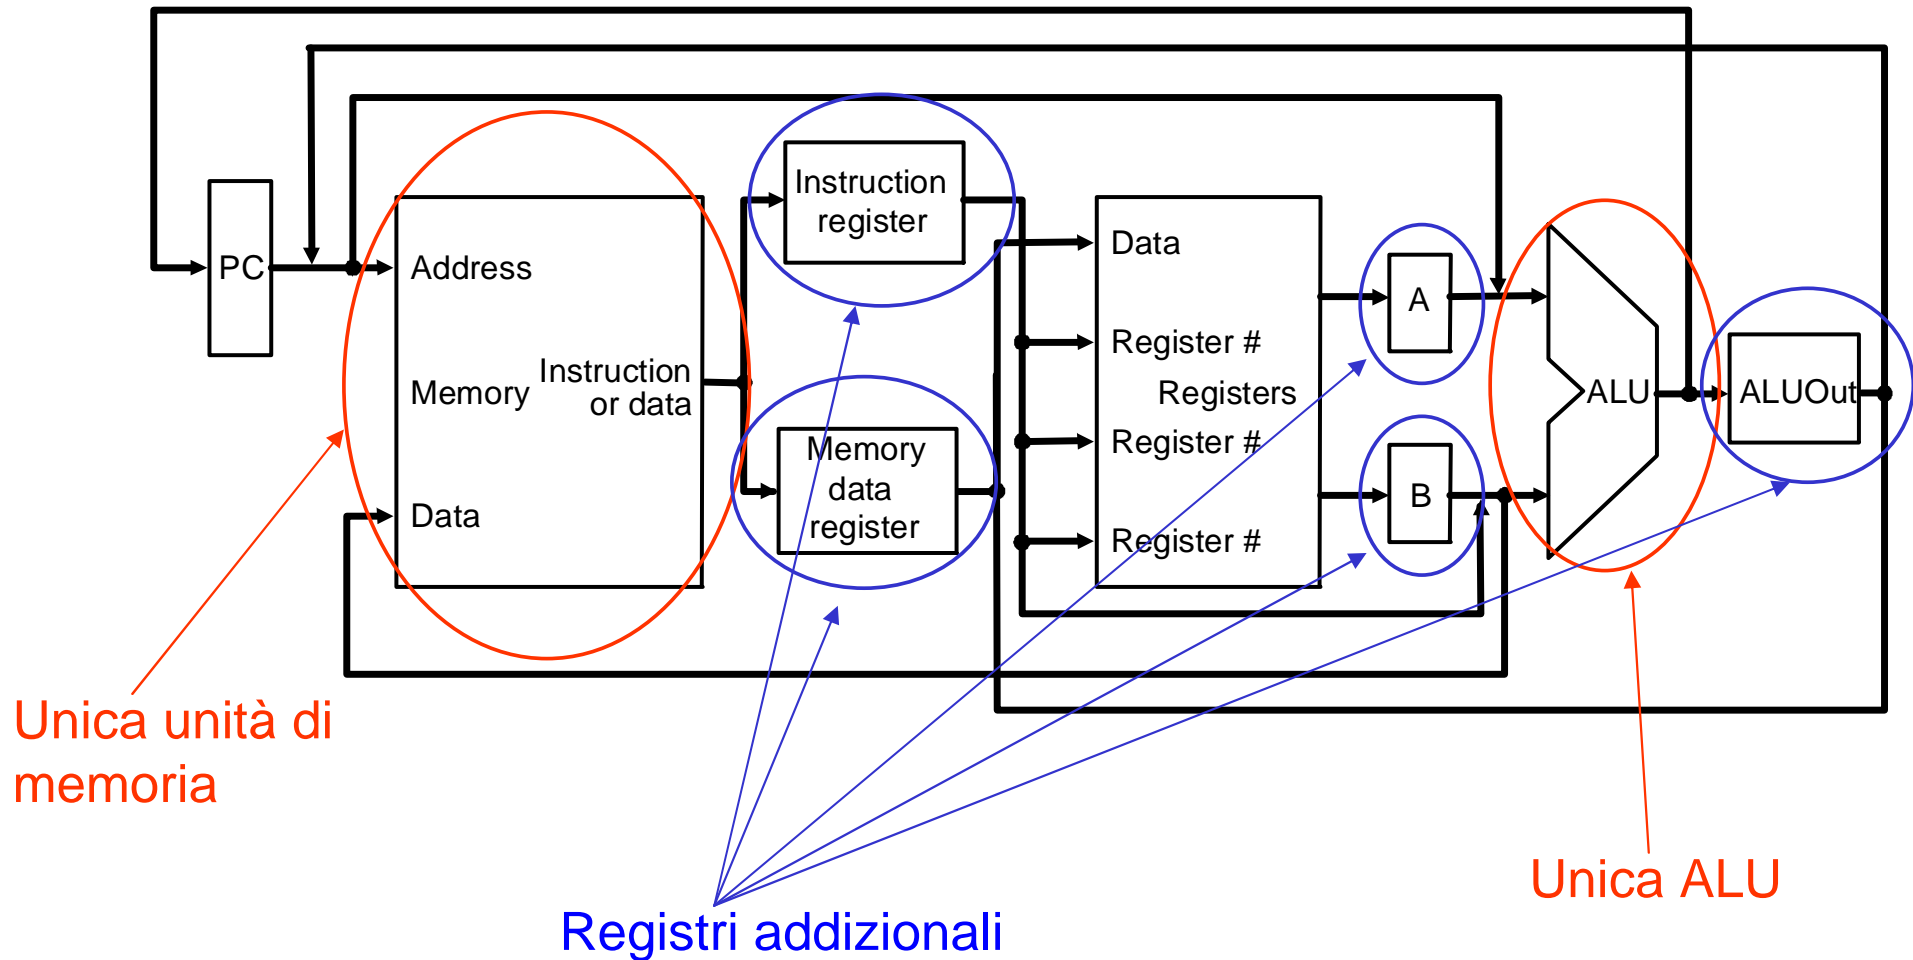 PC
Address
Memory
Instruction
or data
Data
Instruction
register
Memory
data
register
Data
Register #
Registers
Register #
Register #
A
B
ALU
ALUOut
Unica unità di
memoria
Registri addizionali
Unica ALU